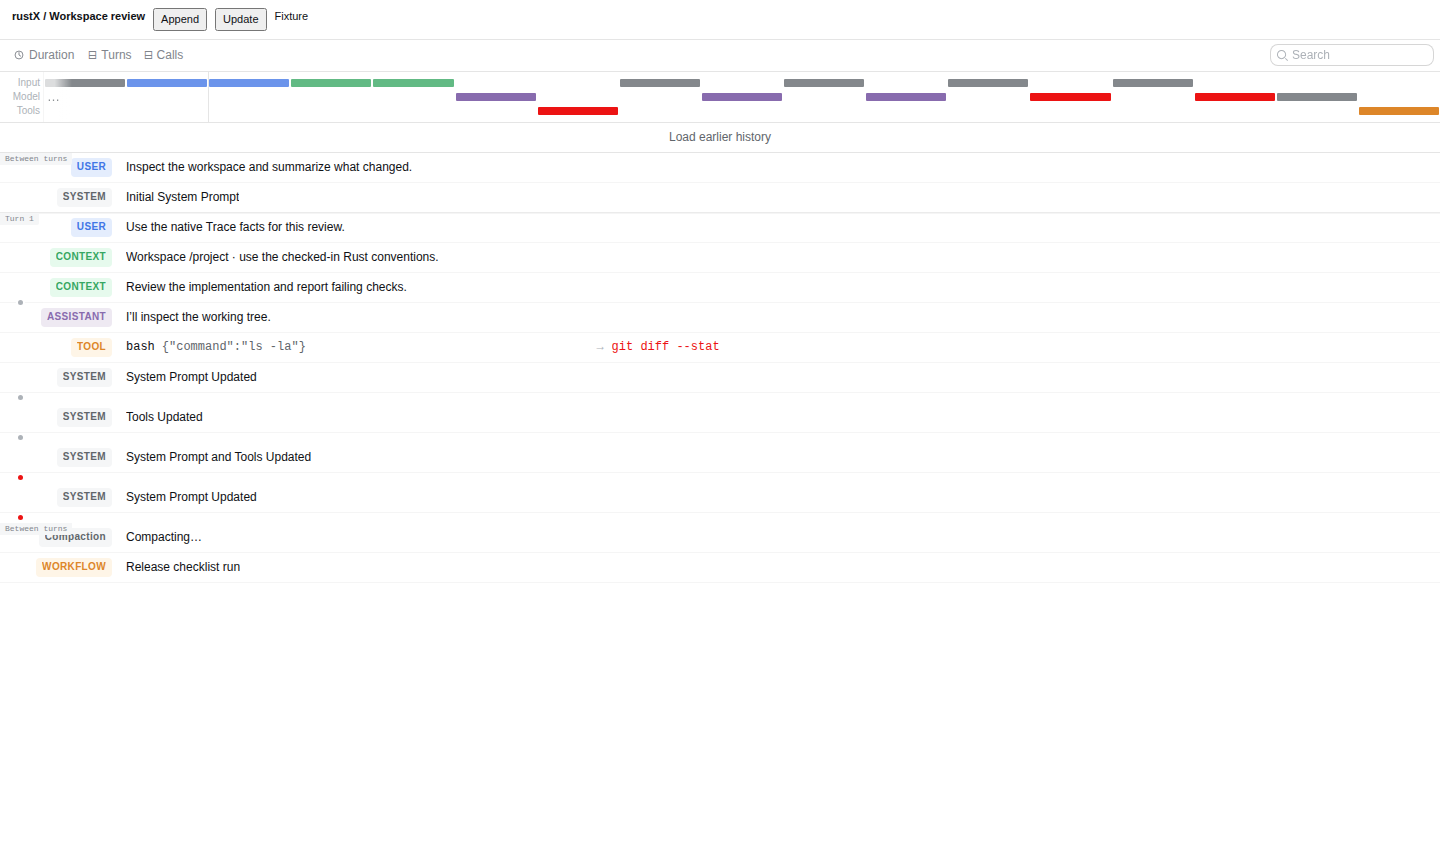 rustX / Workspace review Append Update Fixture
Duration Turns Calls Search
Input
Model ...
Tools
Load earlier history
Between turns
USER Inspect the workspace and summarize what changed.
SYSTEM Initial System Prompt
Turn 1
USER Use the native Trace facts for this review.
CONTEXT Workspace /project · use the checked-in Rust conventions.
CONTEXT Review the implementation and report failing checks.
ASSISTANT I'll inspect the working tree.
TOOL bash {"command":"ls -la"} → git diff --stat
SYSTEM System Prompt Updated
SYSTEM Tools Updated
SYSTEM System Prompt and Tools Updated
SYSTEM System Prompt Updated
Between turns
Compaction Compacting…
WORKFLOW Release checklist run